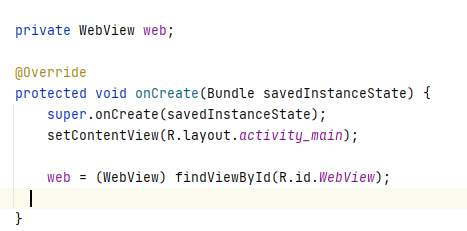 private WebView web;
@Override
protected void onCreate(Bundle savedInstanceState) {
super.onCreate(savedInstanceState);
setContentView(R.layout.activity_main);
web = (WebView) findViewById(R.id.WebView);
}